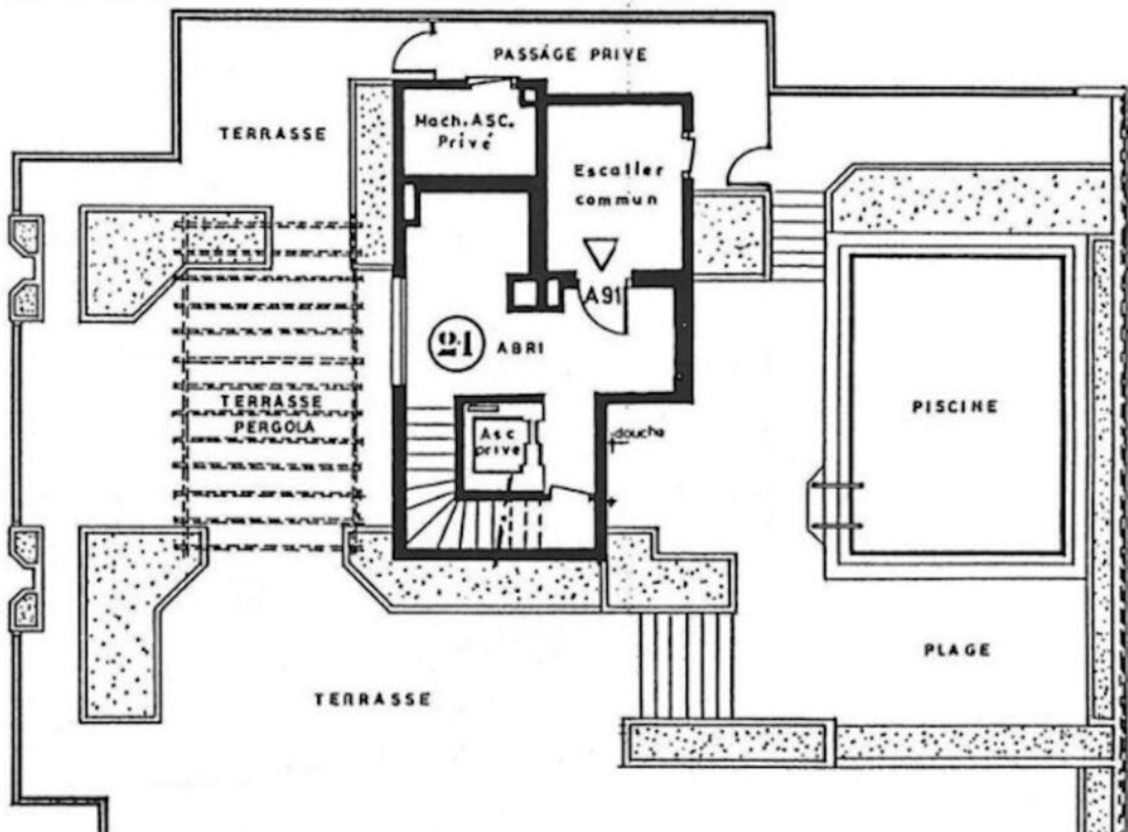 PASSAGE PRIVE
TERRASSE
Mach. ASC.
Privé
Escalier
commun
A91
21
ABRI
TERRASSE
PERGOLA
Asc
privé
douche
PISCINE
PLAGE
TERRASSE